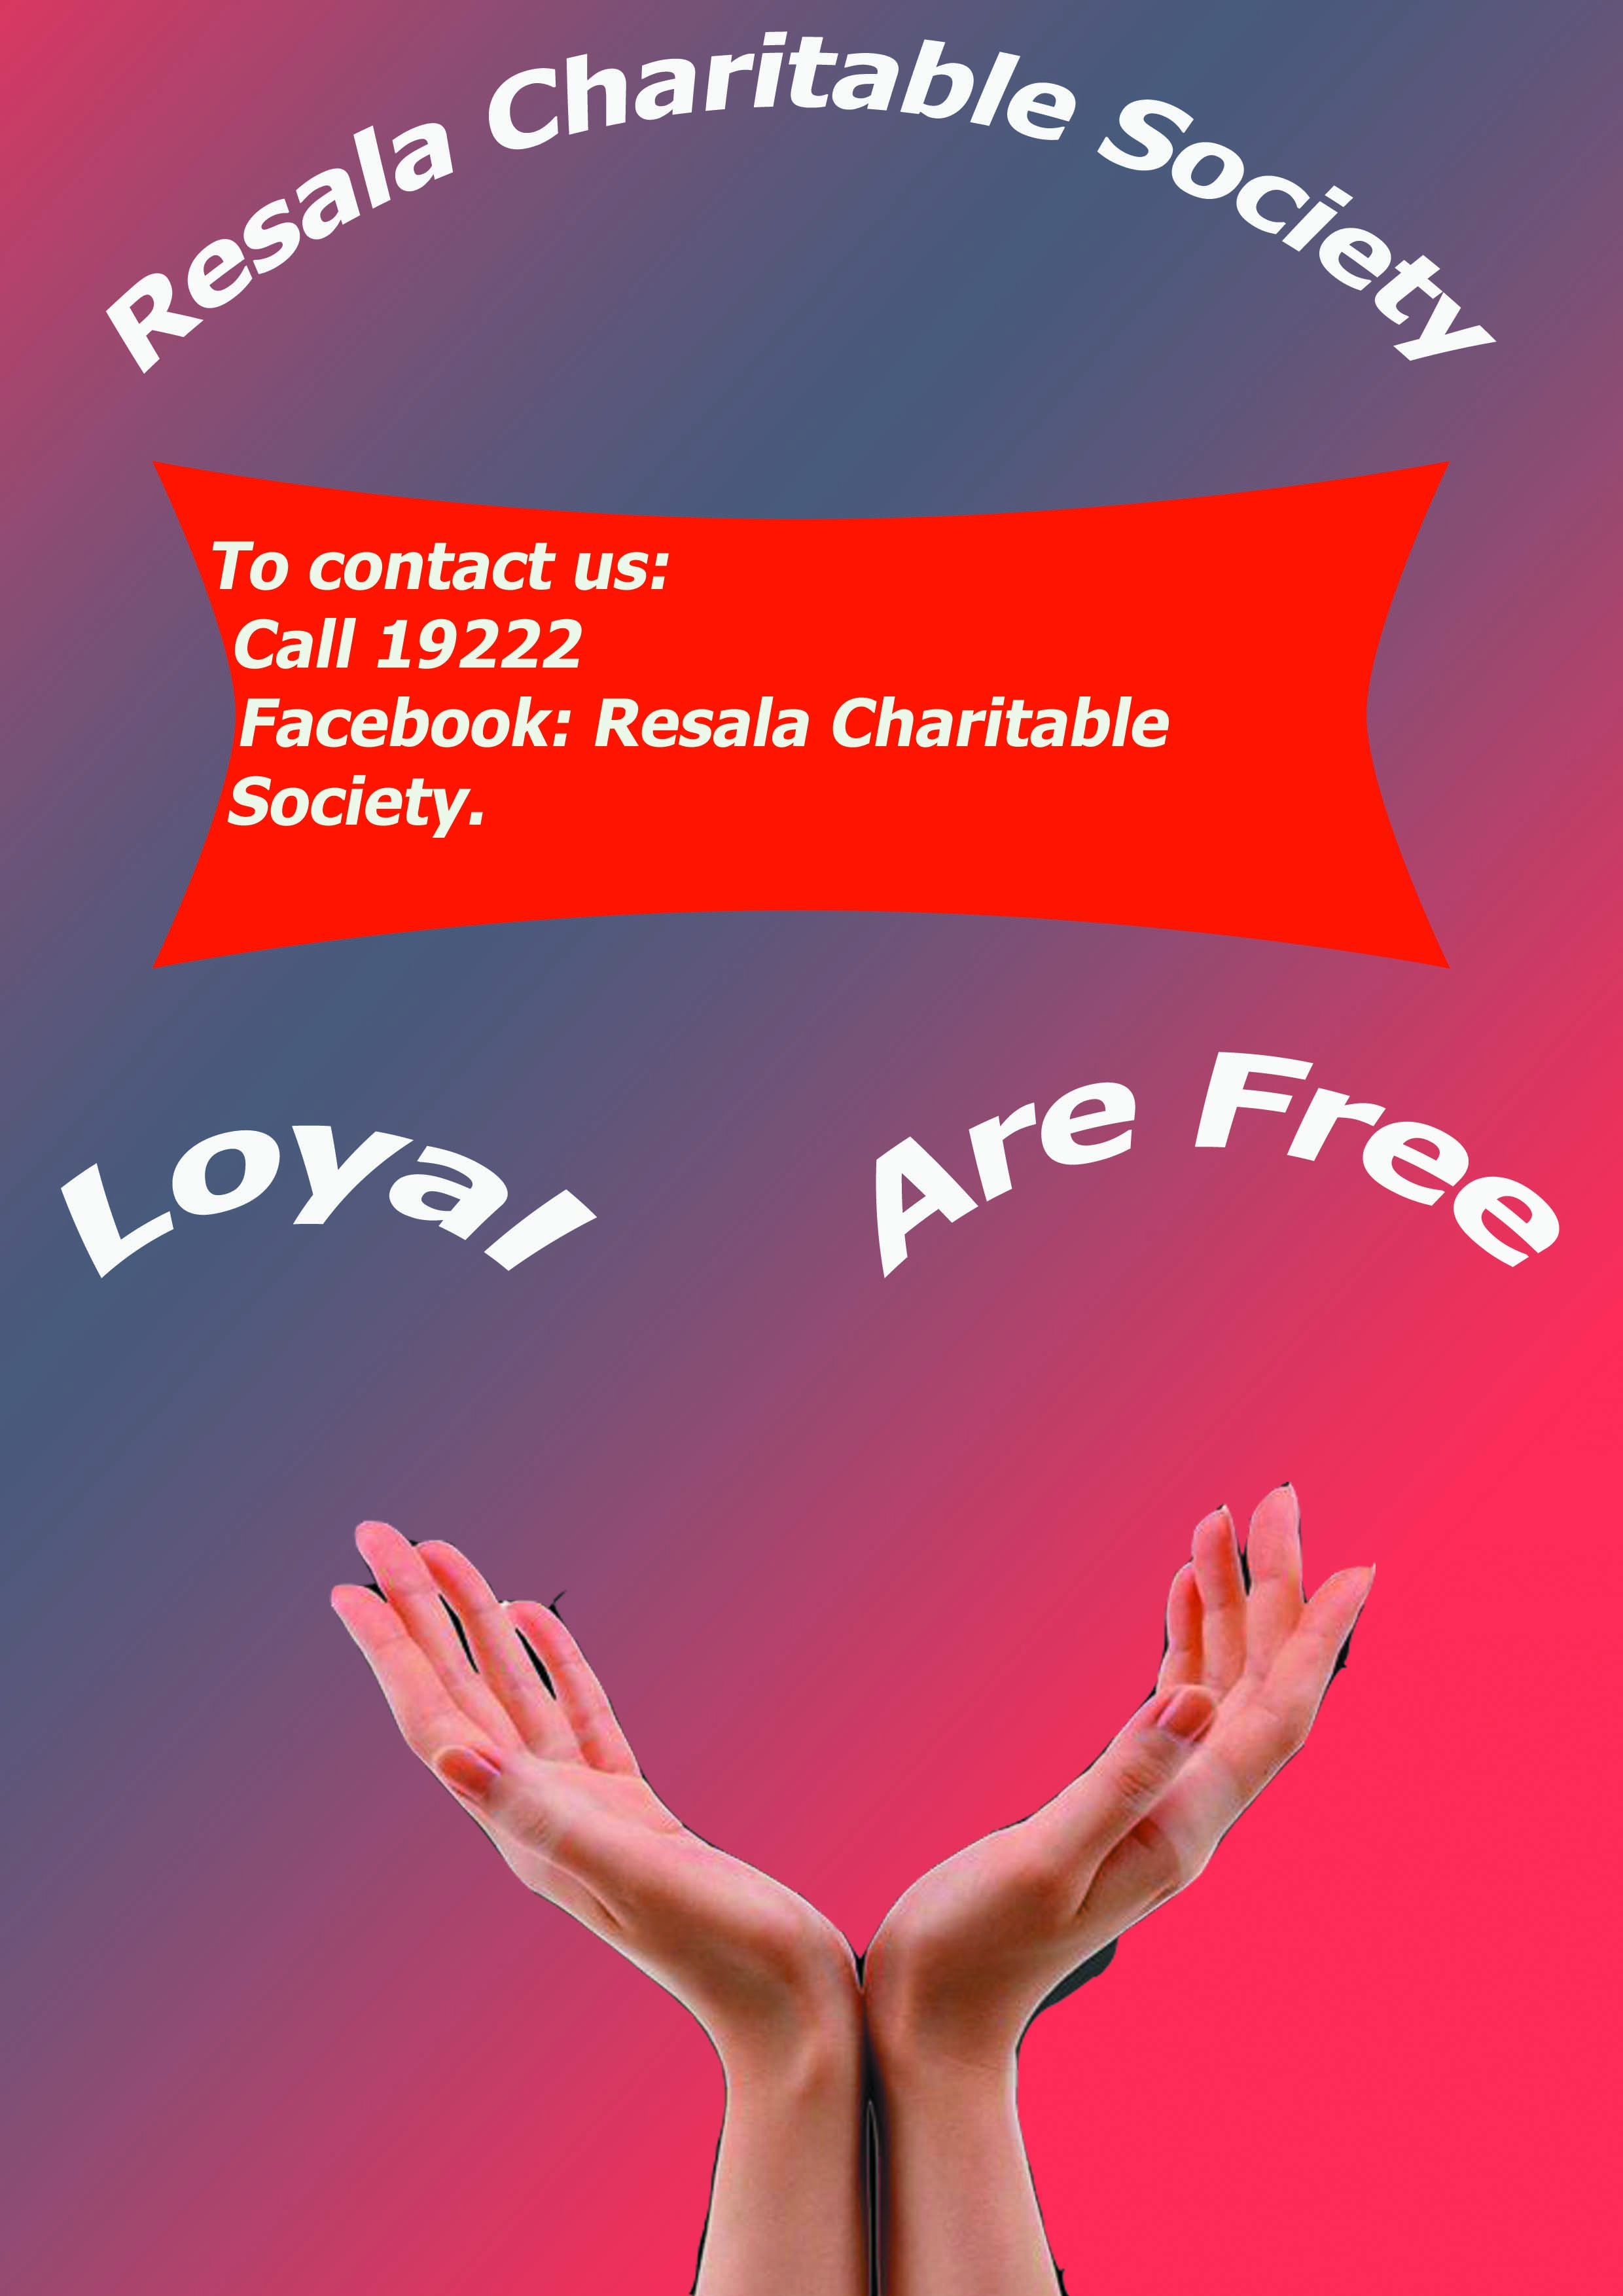 Resala Charitable Society
To contact us:
Call 19222
Facebook: Resala Charitable
Society.
Loyal
Are Free